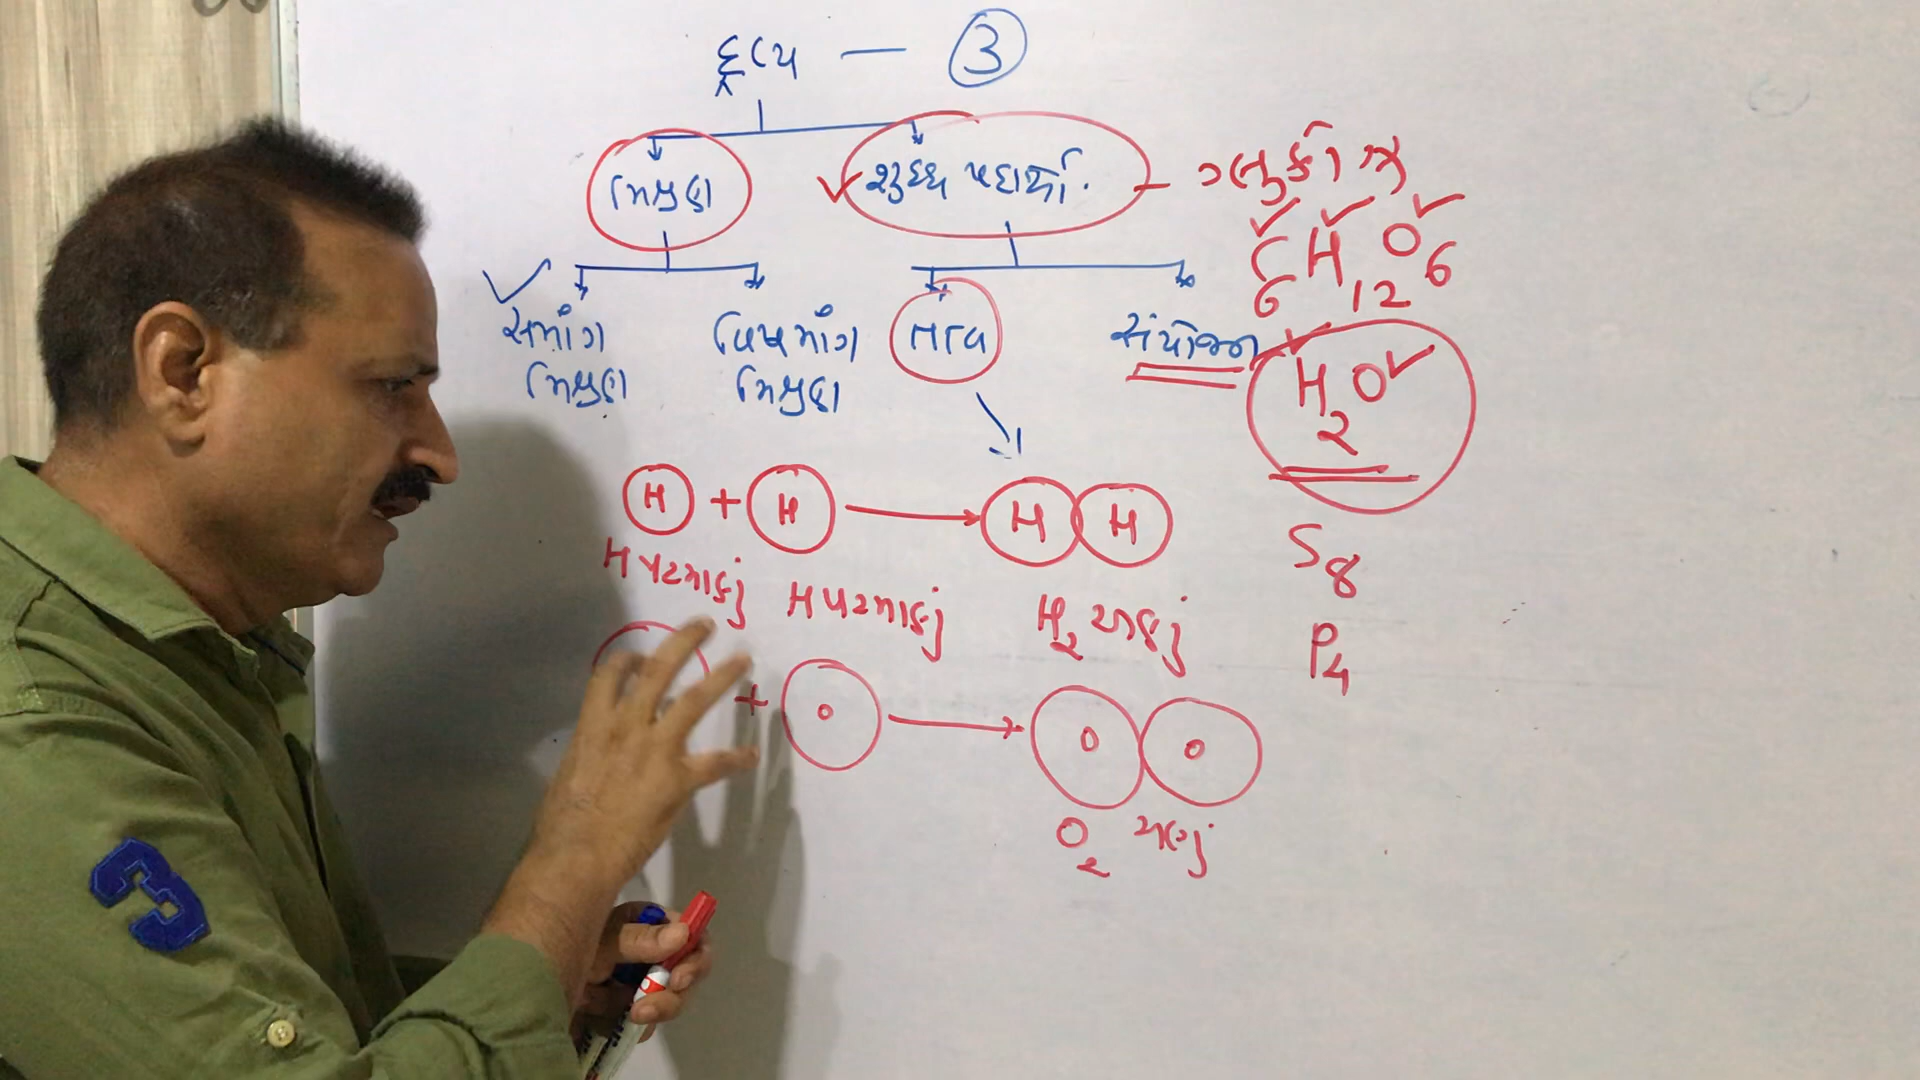 દ્રવ્ય — ③
મિશ્રણ શુદ્ધ પદાર્થો. — ગ્લુકોઝ
C6H12O6
સમાંગ મિશ્રણ
વિષમાંગ મિશ્રણ
તત્વ
સંયોજન
H2O
H + H → H H
H પરમાણુ H પરમાણુ H2 અણુ
S8
P4
+ O → O O
O2 અણુ
3